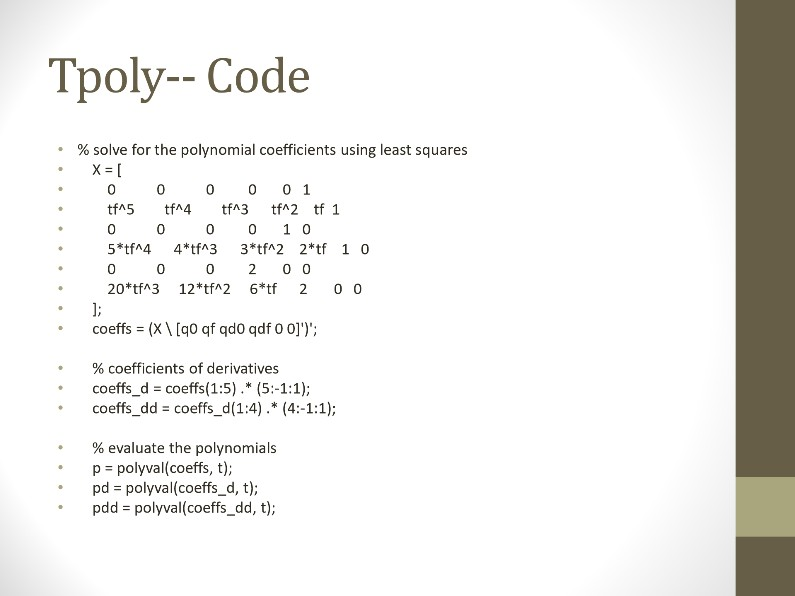 Tpoly-- Code
• % solve for the polynomial coefficients using least squares
• X = [
• 0 0 0 0 0 1
• tf^5 tf^4 tf^3 tf^2 tf 1
• 0 0 0 0 1 0
• 5*tf^4 4*tf^3 3*tf^2 2*tf 1 0
• 0 0 0 2 0 0
• 20*tf^3 12*tf^2 6*tf 2 0 0
• ];
• coeffs = (X \ [q0 qf qd0 qdf 0 0]')';
• % coefficients of derivatives
• coeffs_d = coeffs(1:5) .* (5:-1:1);
• coeffs_dd = coeffs_d(1:4) .* (4:-1:1);
• % evaluate the polynomials
• p = polyval(coeffs, t);
• pd = polyval(coeffs_d, t);
• pdd = polyval(coeffs_dd, t);